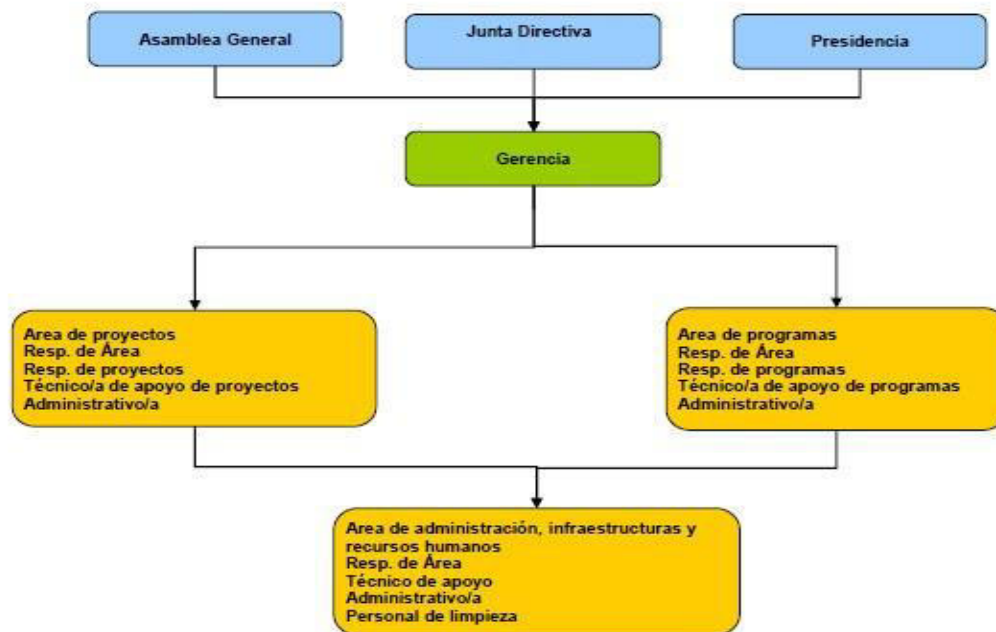 Asamblea General
Junta Directiva
Presidencia
Gerencia
Area de proyectos
Resp. de Área
Resp. de proyectos
Técnico/a de apoyo de proyectos
Administrativo/a
Area de programas
Resp. de Área
Resp. de programas
Técnico/a de apoyo de programas
Administrativo/a
Area de administración, infraestructuras y
recursos humanos
Resp. de Área
Técnico de apoyo
Administrativo/a
Personal de limpieza